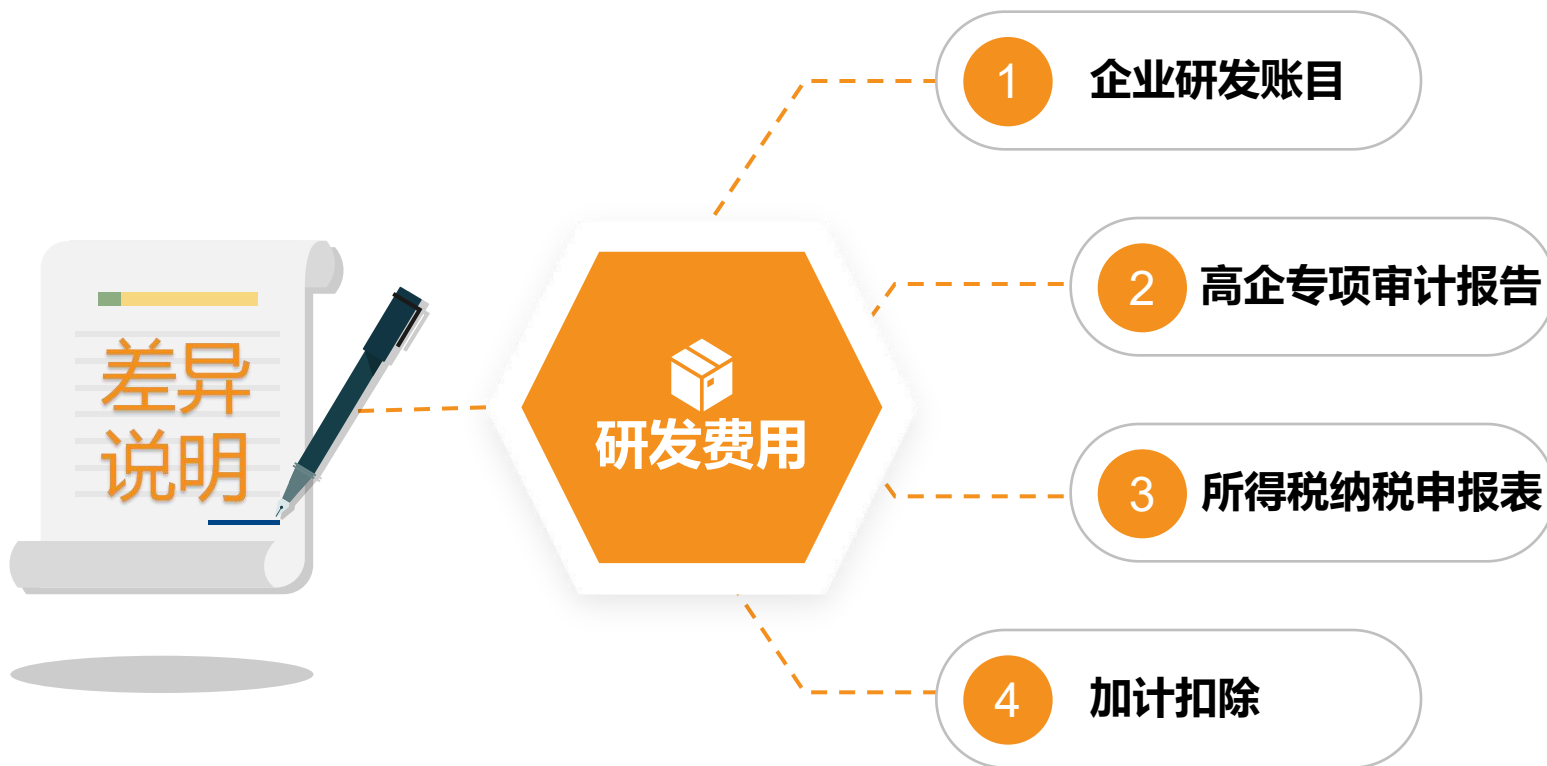 差异
说明
研发费用
1 企业研发账目
2 高企专项审计报告
3 所得税纳税申报表
4 加计扣除